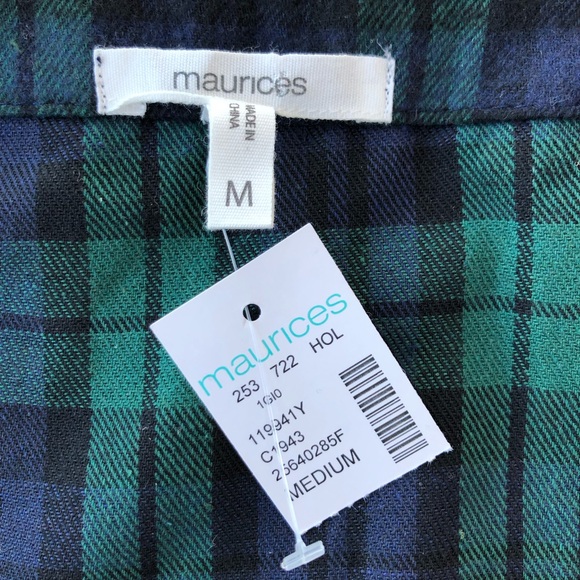 maurices
MADE IN
CHINA
M
maurices
253 722 HOL
1GI0
119941Y
C1943
25640285F
MEDIUM